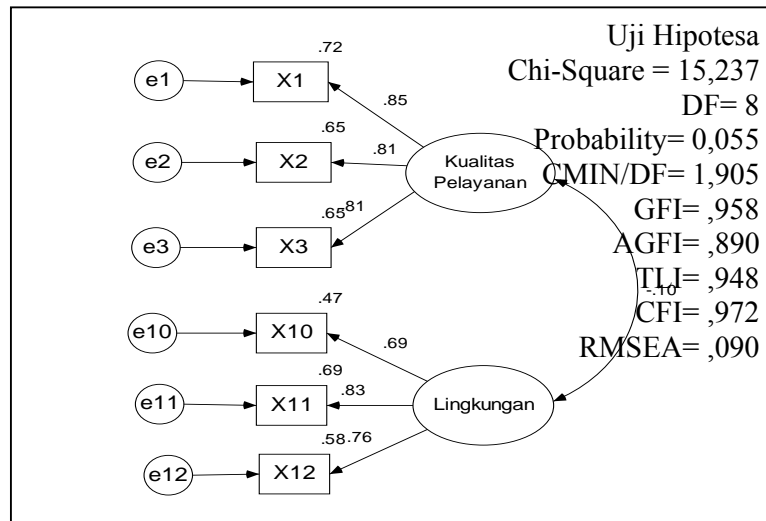 Uji Hipotesa
Chi-Square = 15,237
DF= 8
Probability= 0,055
CMIN/DF= 1,905
GFI= ,958
AGFI= ,890
TLI= ,948
CFI= ,972
RMSEA= ,090
.72
e1 X1
.85
.65
e2 X2
.81
Kualitas
Pelayanan
.65 .81
e3 X3
-.10
.47
e10 X10
.69
.69
e11 X11
.83
Lingkungan
.58 .76
e12 X12